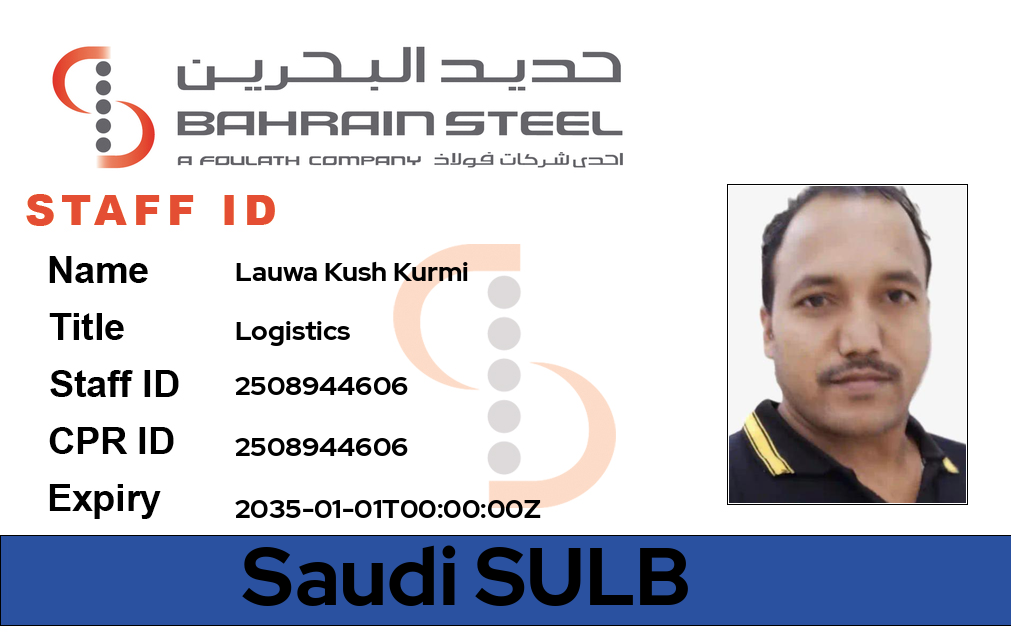 حديد البحرين
BAHRAIN STEEL
A FOULATH COMPANY احدى شركات فولاذ
STAFF ID
Name Lauwa Kush Kurmi
Title Logistics
Staff ID 2508944606
CPR ID 2508944606
Expiry 2035-01-01T00:00:00Z
Saudi SULB